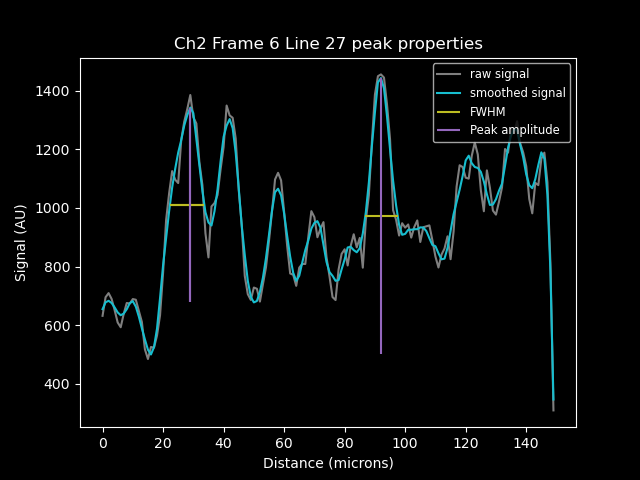 Ch2 Frame 6 Line 27 peak properties
raw signal
smoothed signal
FWHM
Peak amplitude
1400
1200
1000
800
600
400
Signal (AU)
0 20 40 60 80 100 120 140
Distance (microns)